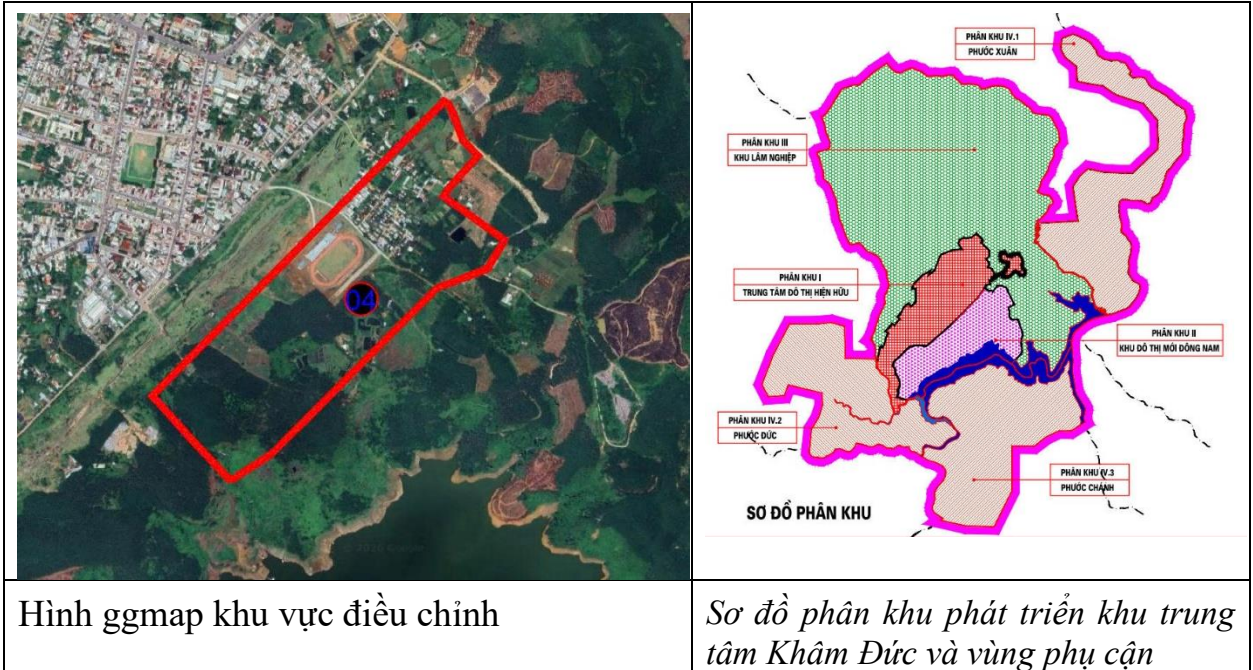 04
Hình ggmap khu vực điều chỉnh
PHÂN KHU IV.1
PHƯỚC XUÂN
PHÂN KHU III
KHU LÂM NGHIỆP
PHÂN KHU I
TRUNG TÂM ĐÔ THỊ HIỆN HỮU
PHÂN KHU II
KHU ĐÔ THỊ MỚI ĐÔNG NAM
PHÂN KHU IV.2
PHƯỚC ĐỨC
PHÂN KHU IV.3
PHƯỚC CHÁNH
SƠ ĐỒ PHÂN KHU
Sơ đồ phân khu phát triển khu trung
tâm Khâm Đức và vùng phụ cận